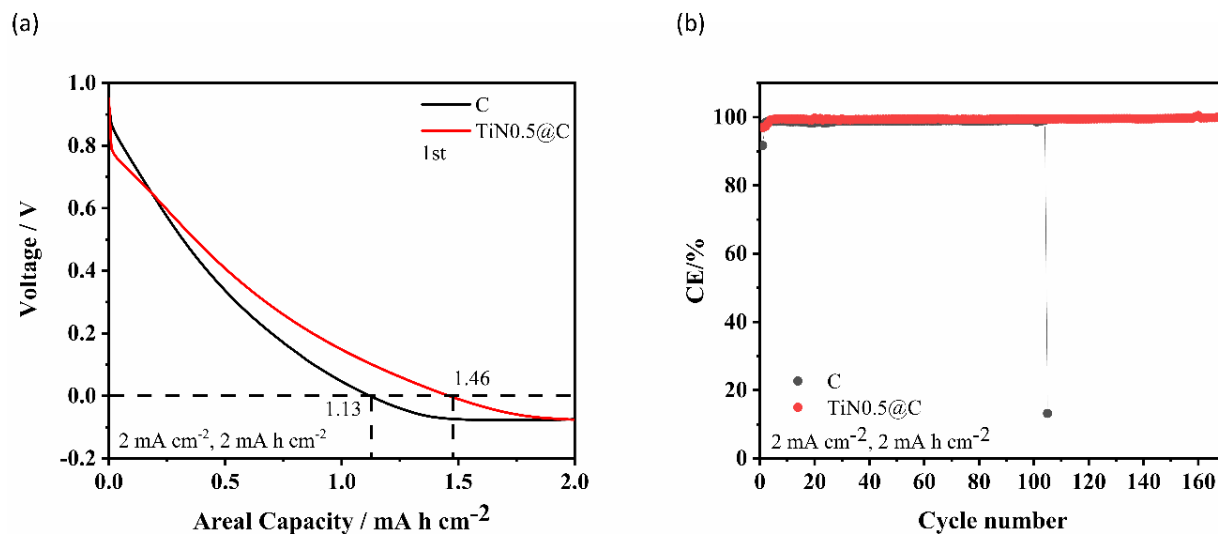 (a)
Voltage / V
1.0
0.8
0.6
0.4
0.2
0.0
-0.2
C
TiN0.5@C
1st
1.46
1.13
2 mA cm⁻², 2 mA h cm⁻²
0.0
0.5
1.0
1.5
2.0
Areal Capacity / mA h cm⁻²
(b)
CE/%
100
80
60
40
20
0
C
TiN0.5@C
2 mA cm⁻², 2 mA h cm⁻²
0
20
40
60
80
100
120
140
160
Cycle number